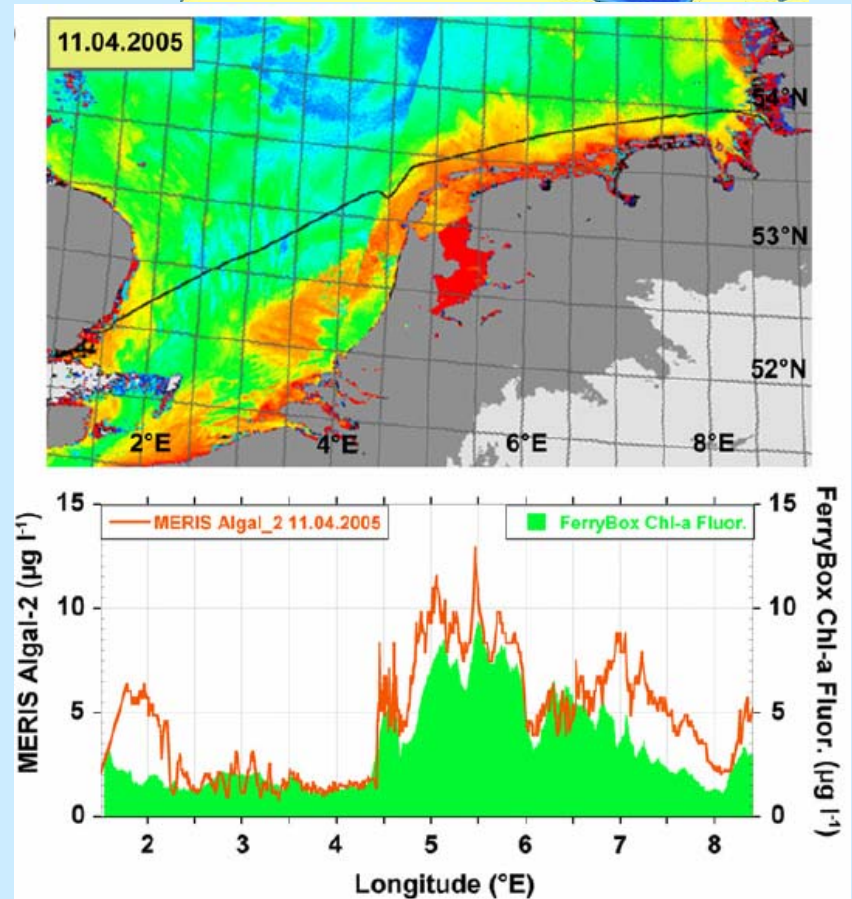 11.04.2005
54°N
53°N
52°N
2°E 4°E 6°E 8°E
15 15
MERIS Algal_2 11.04.2005 FerryBox Chl-a Fluor.
10 10
5 5
0 0
MERIS Algal-2 (µg l-1)
FerryBox Chl-a Fluor. (µg l-1)
2 3 4 5 6 7 8
Longitude (°E)